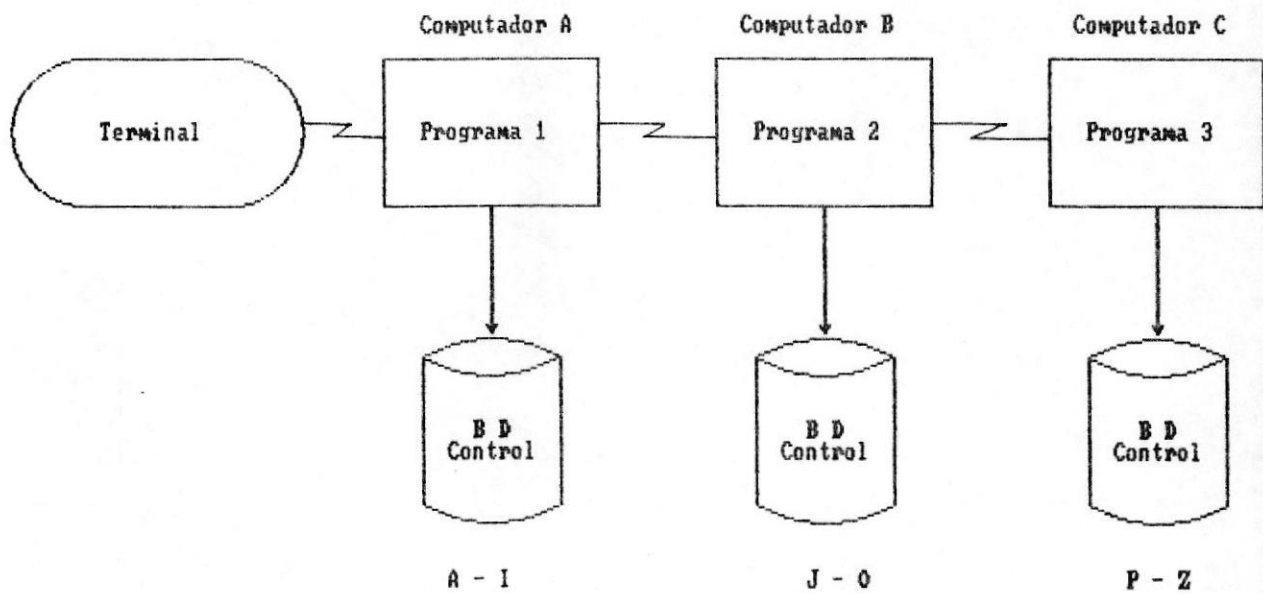 Computador A
Computador B
Computador C
Terminal
Programa 1
Programa 2
Programa 3
B D
Control
B D
Control
B D
Control
A - I
J - O
P - Z